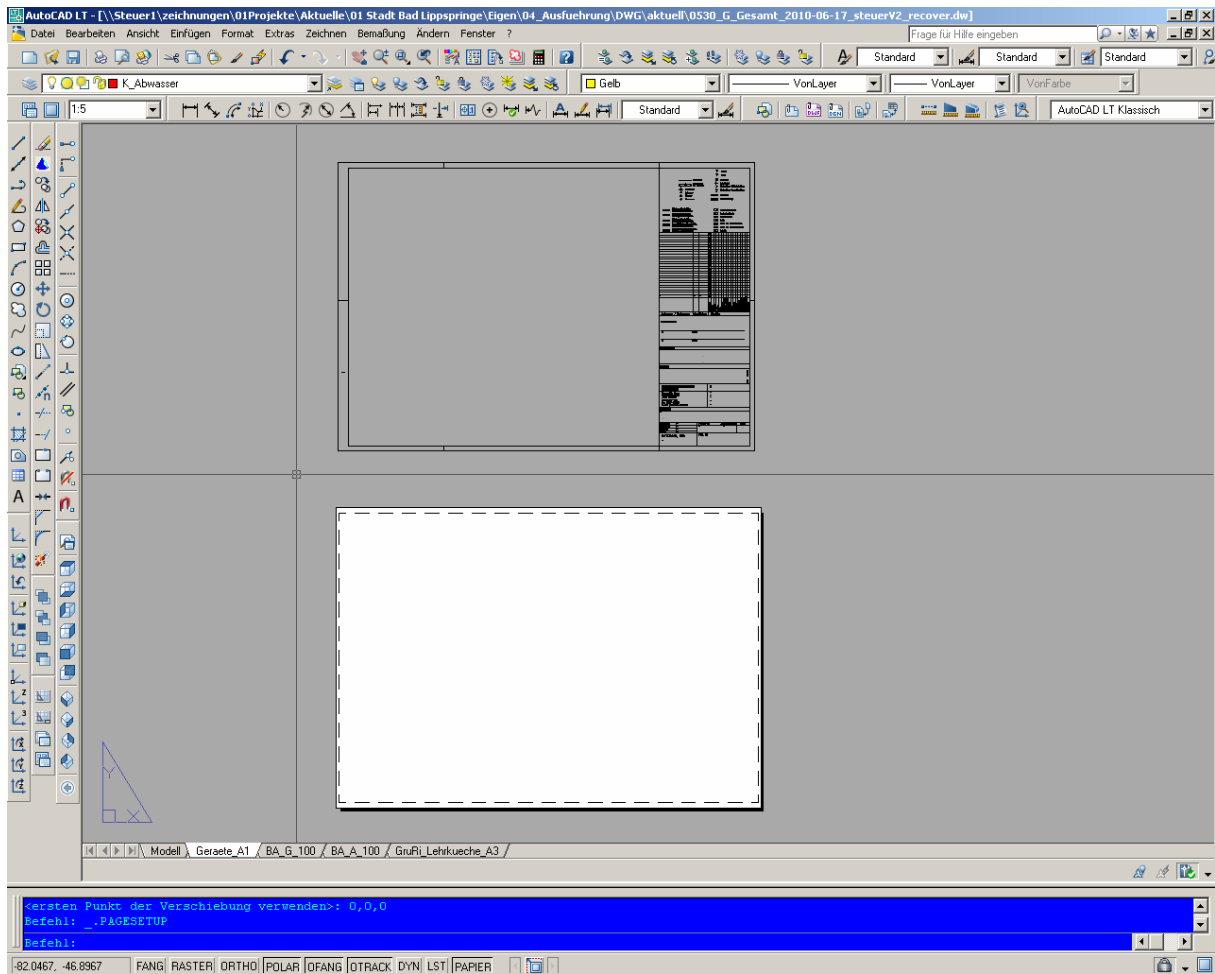 AutoCAD LT - [\\Steuer1\zeichnungen\01Projekte\Aktuelle\01 Stadt Bad Lippspringe\Eigen\04_Ausfuehrung\DWG\aktuell\0530_G_Gesamt_2010-06-17_steuerV2_recover.dw]
Datei Bearbeiten Ansicht Einfügen Format Extras Zeichnen Bemaßung Ändern Fenster ? Frage für Hilfe eingeben
Standard Standard Standard
K_Abwasser Gelb VonLayer VonLayer VonFarbe
1:5 Standard AutoCAD LT Klassisch
Modell Geraete_A1 BA_G_100 BA_A_100 GruRi_Lehrkueche_A3
<ersten Punkt der Verschiebung verwenden>: 0,0,0
Befehl: _.PAGESETUP
Befehl:
-82.0467, -46.8967 FANG RASTER ORTHO POLAR OFANG OTRACK DYN LST PAPIER